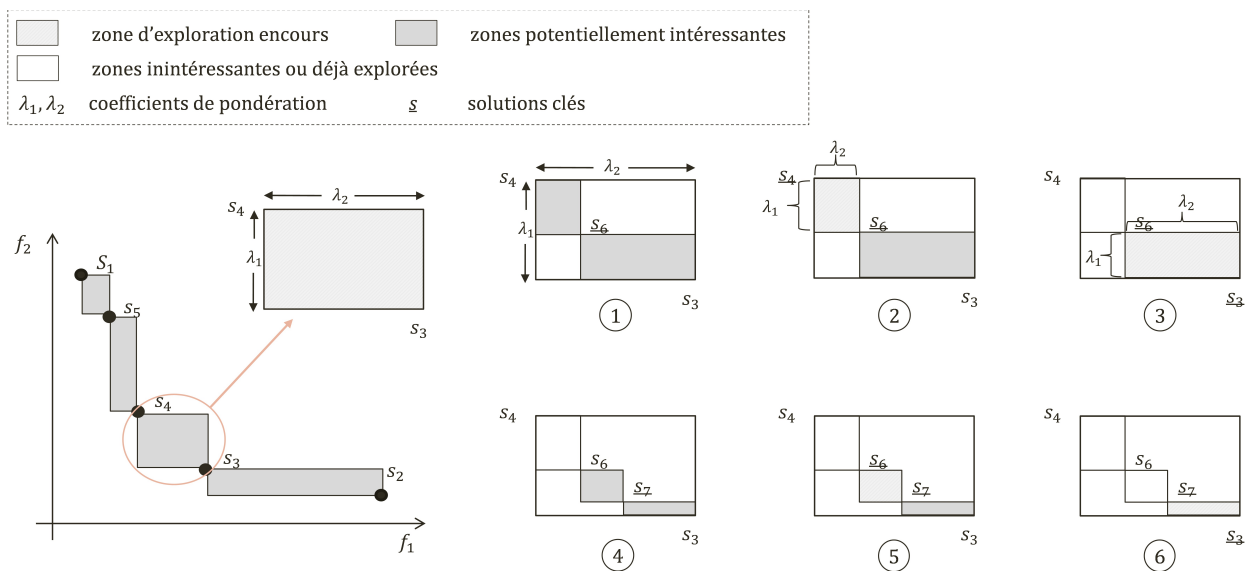 zone d'exploration encours
zones potentiellement intéressantes
zones inintéressantes ou déjà explorées
λ₁, λ₂ coefficients de pondération
s solutions clés
f₂
S₁
s₅
s₄
s₃
s₂
f₁
λ₂
s₄
λ₁
s₃
λ₂
s₄
s₆
λ₁
s₃
1
λ₂
s₄
λ₁
s₆
s₃
2
s₄
λ₂
s₆
λ₁
s₃
3
s₄
s₆
s₇
s₃
4
s₄
s₆
s₇
s₃
5
s₄
s₆
s₇
s₃
6